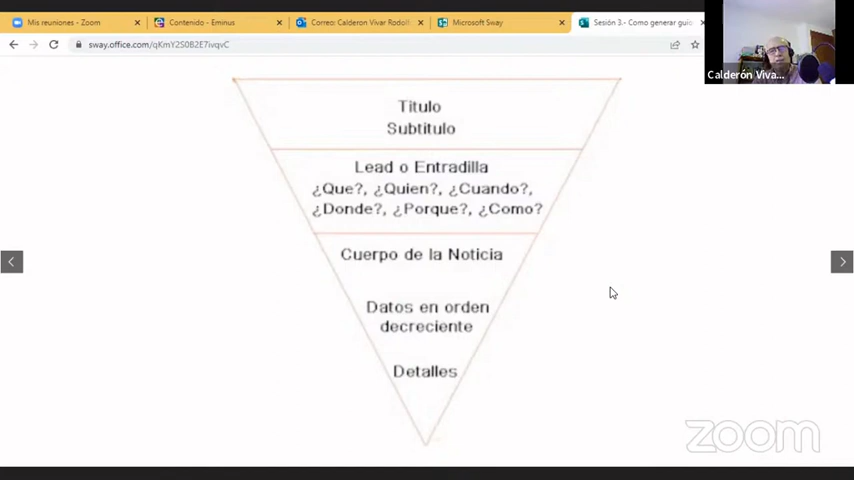 Mis reuniones - Zoom
Contenido - Eminus
Correo: Calderon Vivar Rodolf
Microsoft Sway
Sesión 3.- Como generar guio
sway.office.com/qKmY2S0B2E7ivqvC
Calderón Viva...
Titulo
Subtitulo
Lead o Entradilla
¿Que?, ¿Quien?, ¿Cuando?,
¿Donde?, ¿Porque?, ¿Como?
Cuerpo de la Noticia
Datos en orden
decreciente
Detalles
zoom